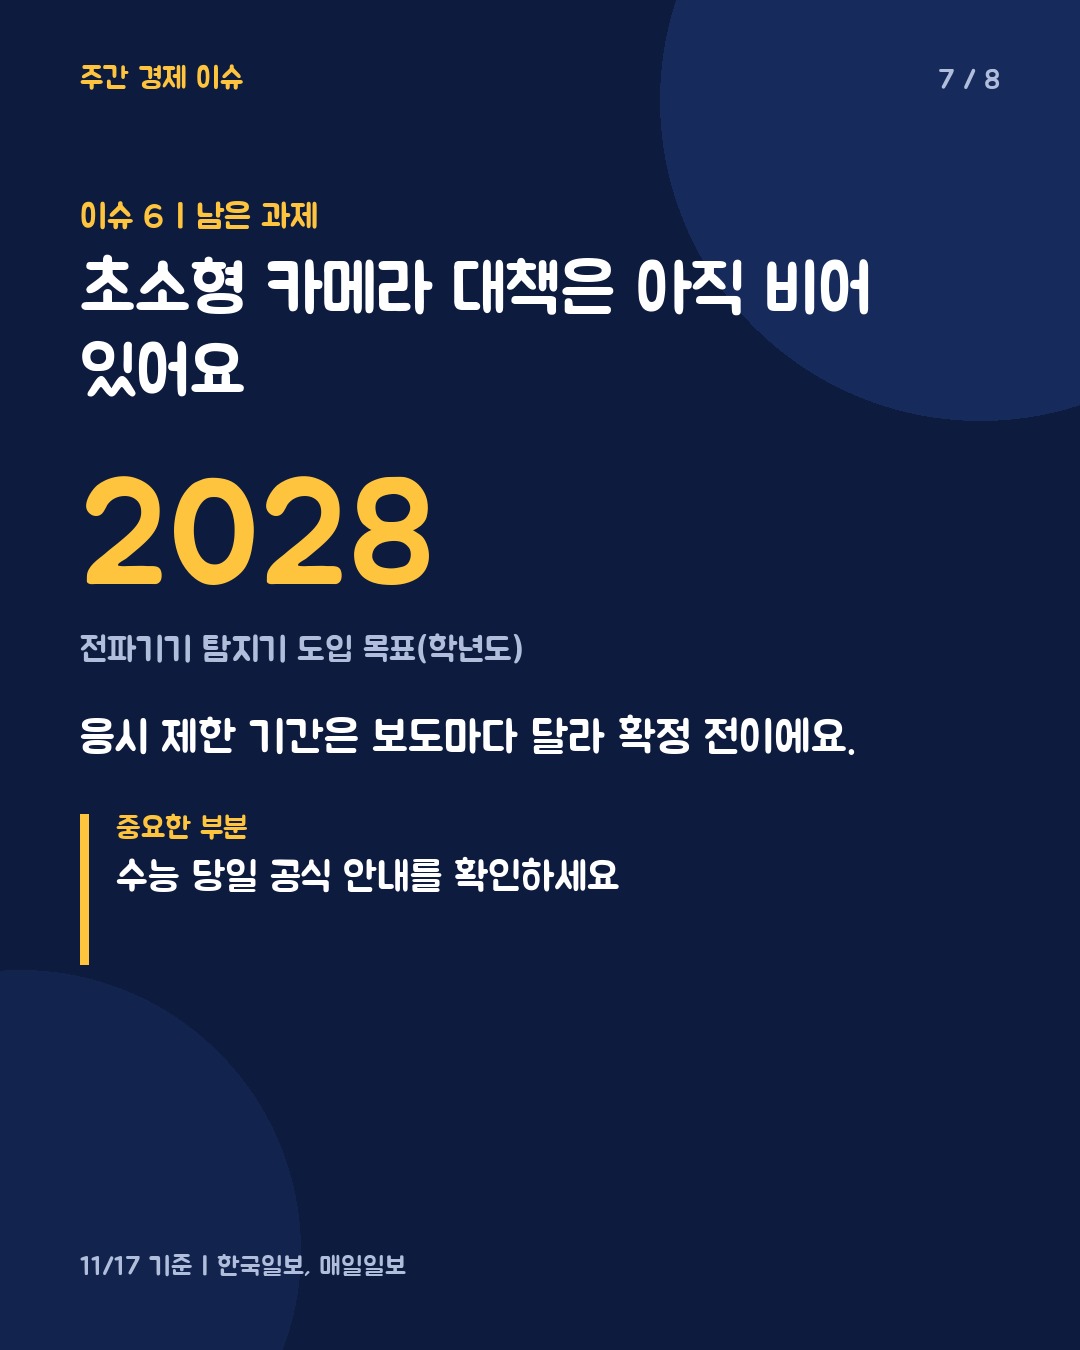 주간 경제 이슈
7 / 8
이슈 6 | 남은 과제
초소형 카메라 대책은 아직 비어
있어요
2028
전파기기 탐지기 도입 목표(학년도)
응시 제한 기간은 보도마다 달라 확정 전이에요.
중요한 부분
수능 당일 공식 안내를 확인하세요
11/17 기준 | 한국일보, 매일일보